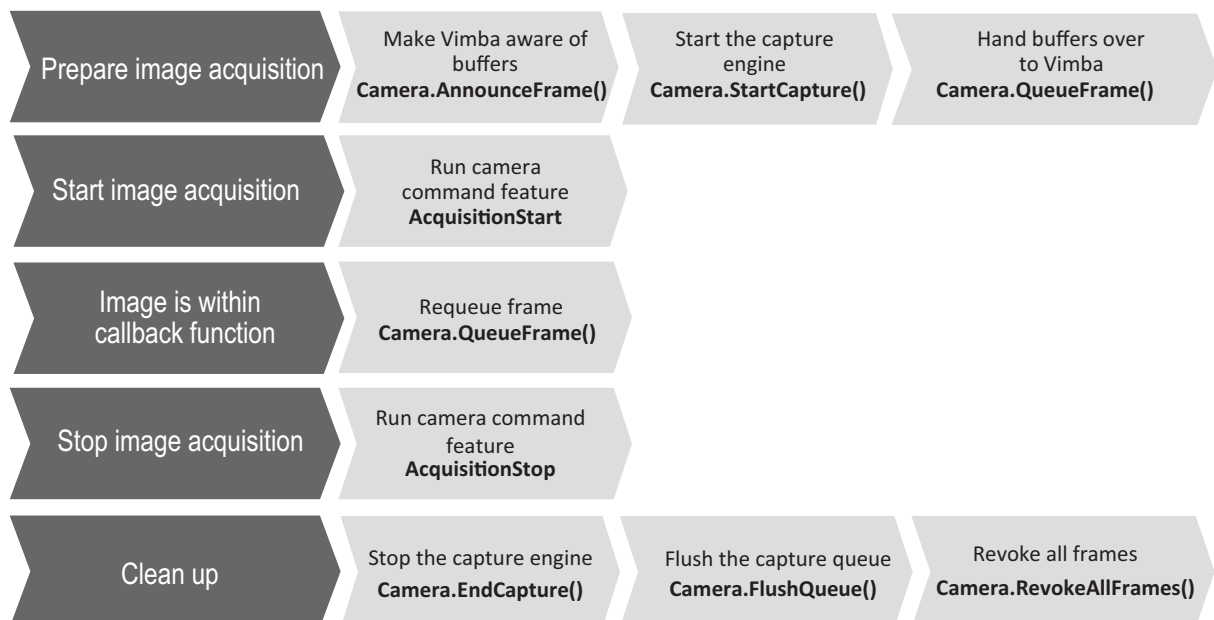 Prepare image acquisition
Make Vimba aware of
buffers
Camera.AnnounceFrame()
Start the capture
engine
Camera.StartCapture()
Hand buffers over
to Vimba
Camera.QueueFrame()
Start image acquisition
Run camera
command feature
AcquisitionStart
Image is within
callback function
Requeue frame
Camera.QueueFrame()
Stop image acquisition
Run camera command
feature
AcquisitionStop
Clean up
Stop the capture engine
Camera.EndCapture()
Flush the capture queue
Camera.FlushQueue()
Revoke all frames
Camera.RevokeAllFrames()